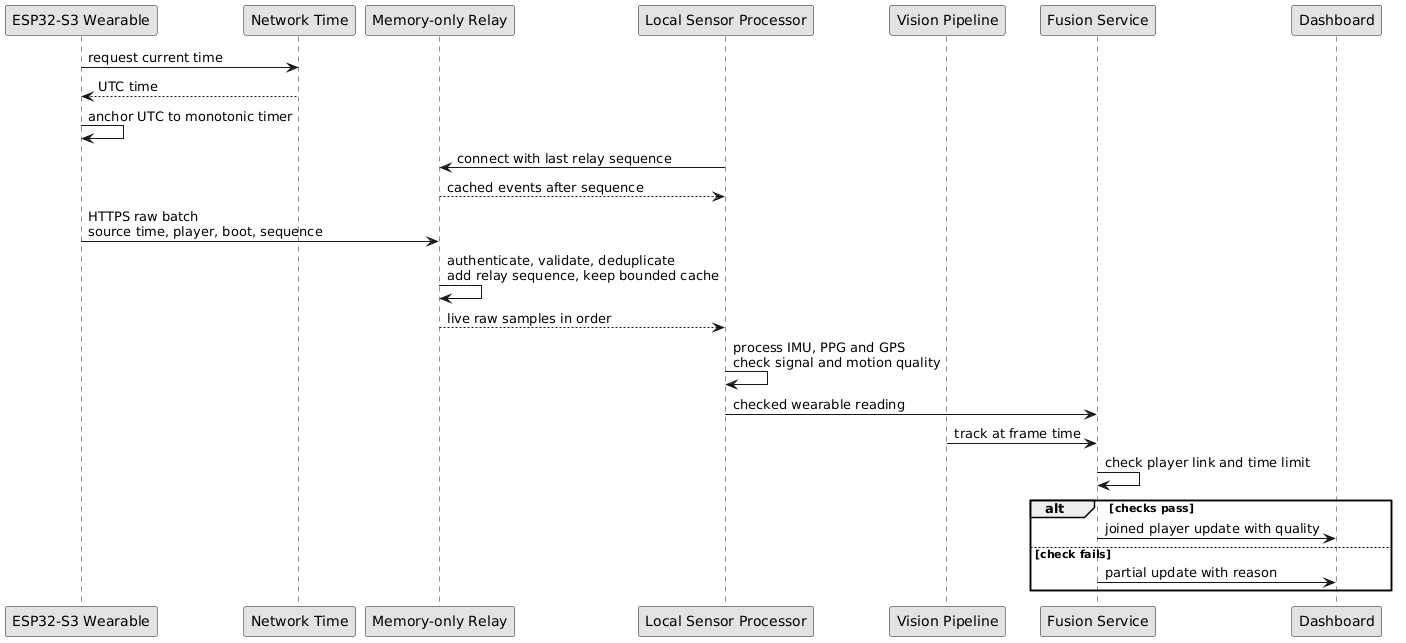 ESP32-S3 Wearable
Network Time
Memory-only Relay
Local Sensor Processor
Vision Pipeline
Fusion Service
Dashboard
request current time
UTC time
anchor UTC to monotonic timer
connect with last relay sequence
cached events after sequence
HTTPS raw batch
source time, player, boot, sequence
authenticate, validate, deduplicate
add relay sequence, keep bounded cache
live raw samples in order
process IMU, PPG and GPS
check signal and motion quality
checked wearable reading
track at frame time
check player link and time limit
alt
[checks pass]
joined player update with quality
[check fails]
partial update with reason
ESP32-S3 Wearable
Network Time
Memory-only Relay
Local Sensor Processor
Vision Pipeline
Fusion Service
Dashboard